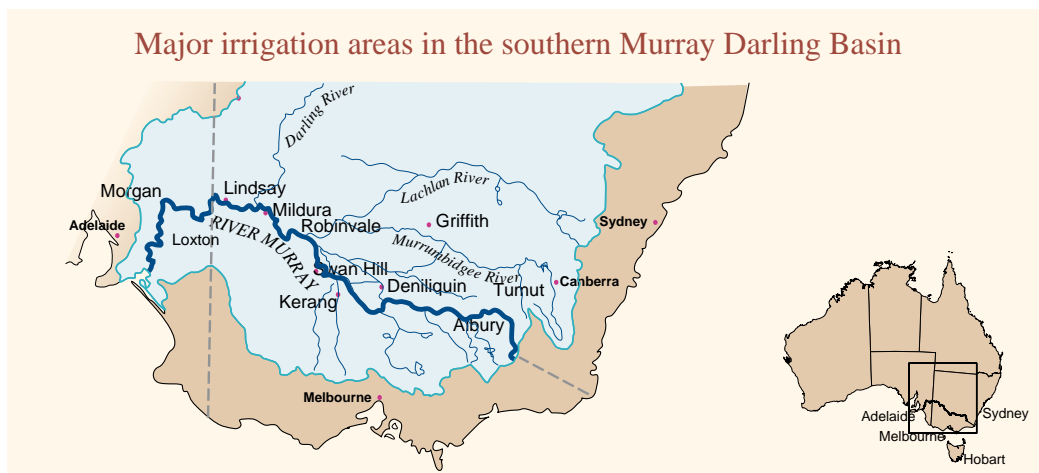 Major irrigation areas in the southern Murray Darling Basin
Darling River
Lachlan River
Morgan
Lindsay
Mildura
Adelaide
Loxton
RIVER MURRAY
Robinvale
Griffith
Sydney
Murrumbidgee River
Swan Hill
Kerang
Deniliquin
Tumut
Canberra
Albury
Melbourne
Adelaide
Sydney
Melbourne
Hobart